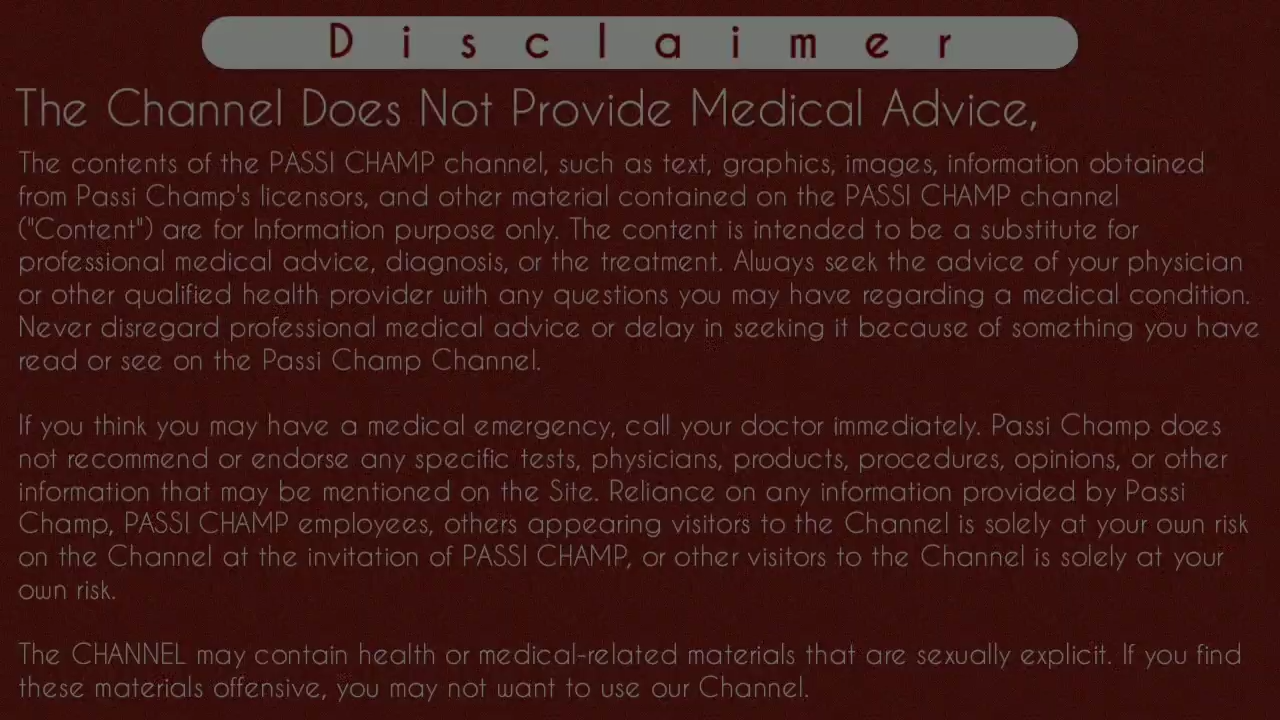 Disclaimer
The Channel Does Not Provide Medical Advice,
The contents of the PASSI CHAMP channel, such as text, graphics, images, information obtained
from Passi Champ's licensors, and other material contained on the PASSI CHAMP channel
("Content") are for Information purpose only. The content is intended to be a substitute for
professional medical advice, diagnosis, or the treatment. Always seek the advice of your physician
or other qualified health provider with any questions you may have regarding a medical condition.
Never disregard professional medical advice or delay in seeking it because of something you have
read or see on the Passi Champ Channel.
If you think you may have a medical emergency, call your doctor immediately. Passi Champ does
not recommend or endorse any specific tests, physicians, products, procedures, opinions, or other
information that may be mentioned on the Site. Reliance on any information provided by Passi
Champ, PASSI CHAMP employees, others appearing visitors to the Channel is solely at your own risk
on the Channel at the invitation of PASSI CHAMP, or other visitors to the Channel is solely at your
own risk.
The CHANNEL may contain health or medical-related materials that are sexually explicit. If you find
these materials offensive, you may not want to use our Channel.